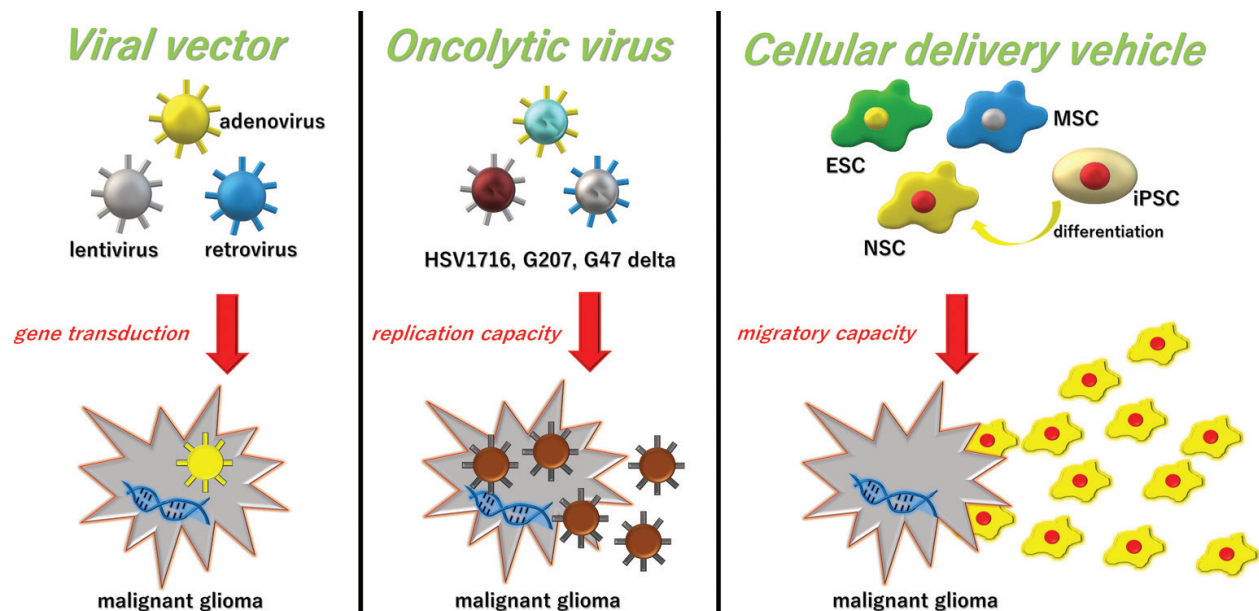 Viral vector
adenovirus
lentivirus
retrovirus
gene transduction
malignant glioma
Oncolytic virus
HSV1716, G207, G47 delta
replication capacity
malignant glioma
Cellular delivery vehicle
ESC
MSC
NSC
iPSC
differentiation
migratory capacity
malignant glioma